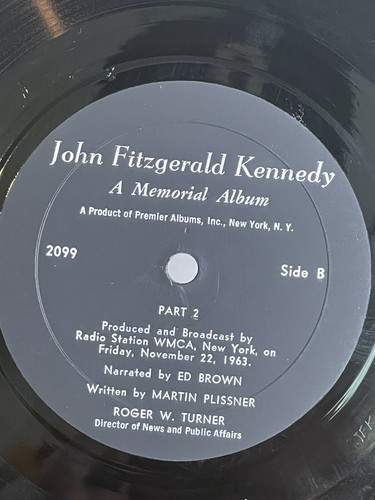 John Fitzgerald Kennedy
A Memorial Album
A Product of Premier Albums, Inc., New York, N. Y.
2099
Side B
PART 2
Produced and Broadcast by
Radio Station WMCA, New York, on
Friday, November 22, 1963.
Narrated by ED BROWN
Written by MARTIN PLISSNER
ROGER W. TURNER
Director of News and Public Affairs